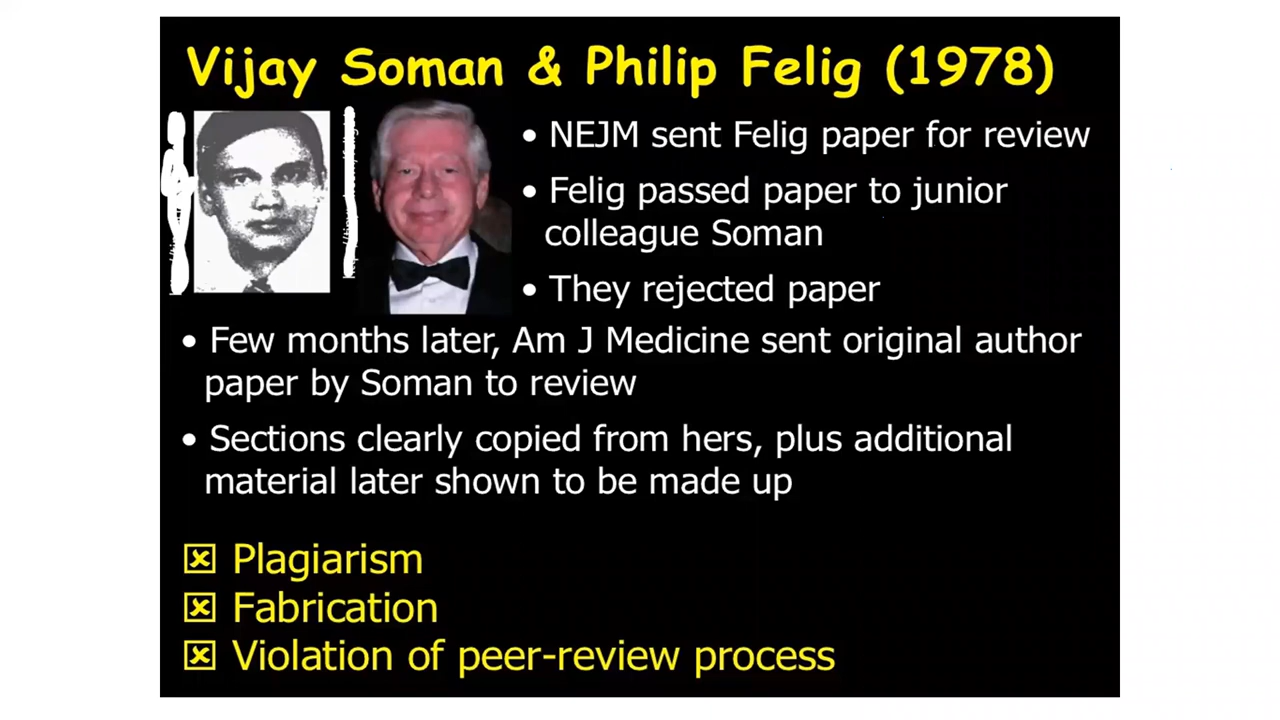 Vijay Soman & Philip Felig (1978)
• NEJM sent Felig paper for review
• Felig passed paper to junior
colleague Soman
• They rejected paper
• Few months later, Am J Medicine sent original author
paper by Soman to review
• Sections clearly copied from hers, plus additional
material later shown to be made up
☒ Plagiarism
☒ Fabrication
☒ Violation of peer-review process